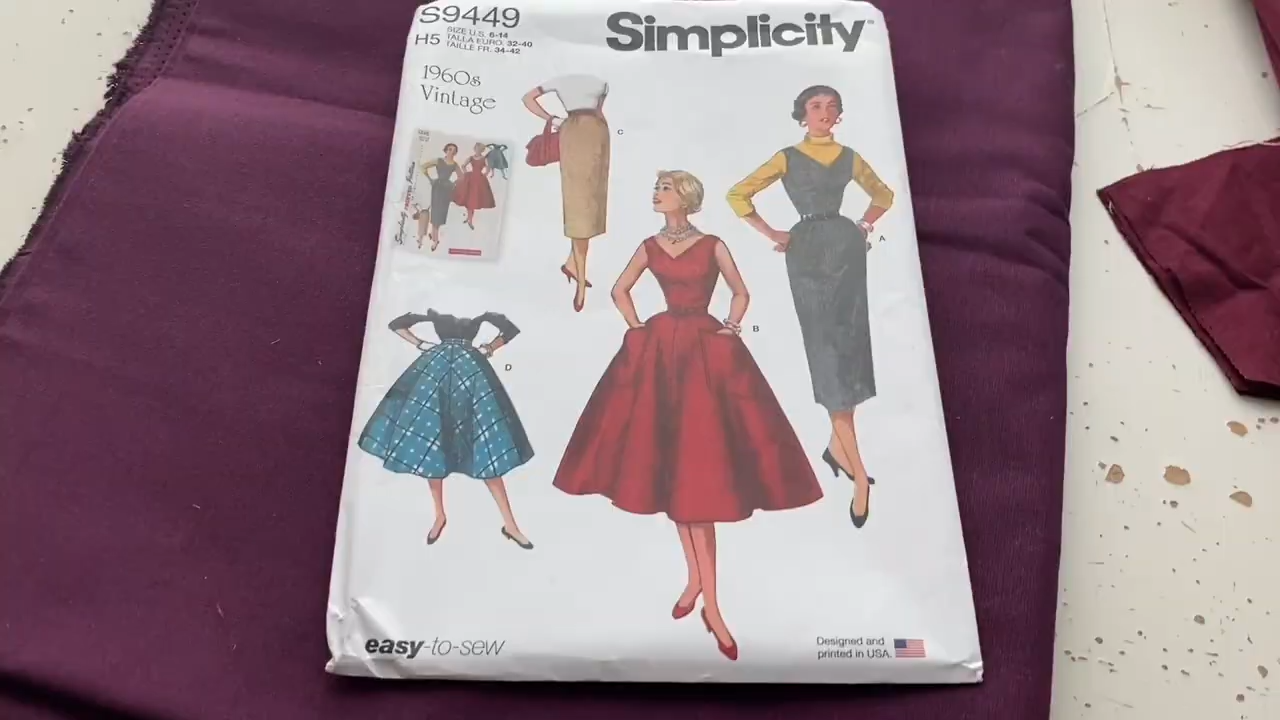 S9449
Simplicity®
H5 SIZE U.S. 6-14
TALLA EURO. 32-40
TAILLE FR. 34-42
1960s
Vintage
C
A
B
D
easy-to-sew
Designed and
printed in USA.